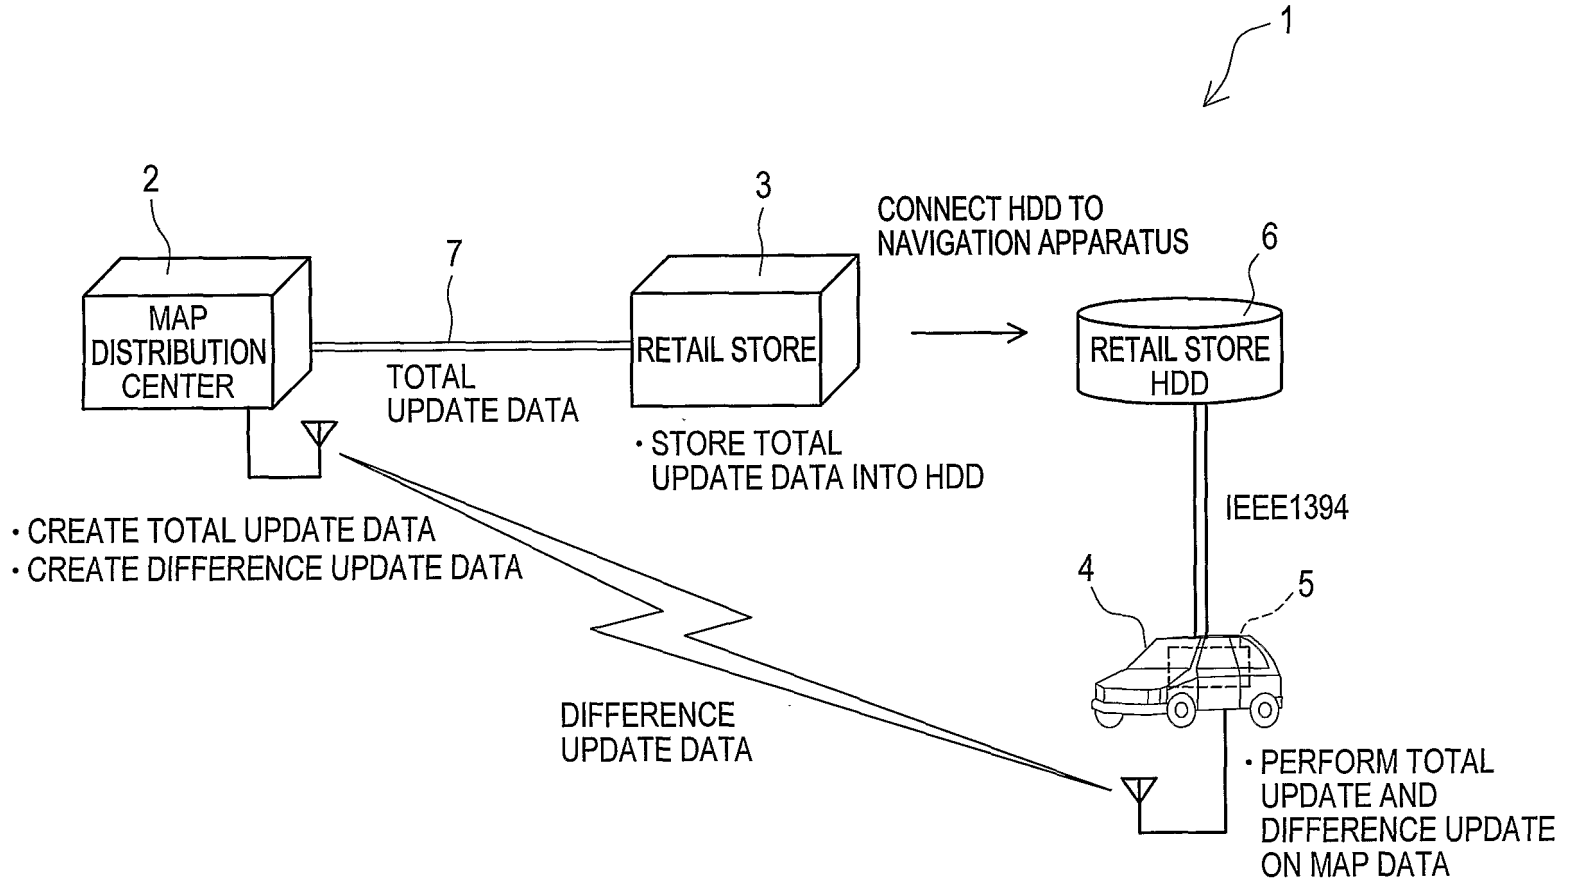 1
2
MAP
DISTRIBUTION
CENTER
7
TOTAL
UPDATE DATA
3
RETAIL STORE
CONNECT HDD TO
NAVIGATION APPARATUS
6
RETAIL STORE
HDD
・STORE TOTAL
UPDATE DATA INTO HDD
・CREATE TOTAL UPDATE DATA
・CREATE DIFFERENCE UPDATE DATA
IEEE1394
4
5
DIFFERENCE
UPDATE DATA
・PERFORM TOTAL
UPDATE AND
DIFFERENCE UPDATE
ON MAP DATA